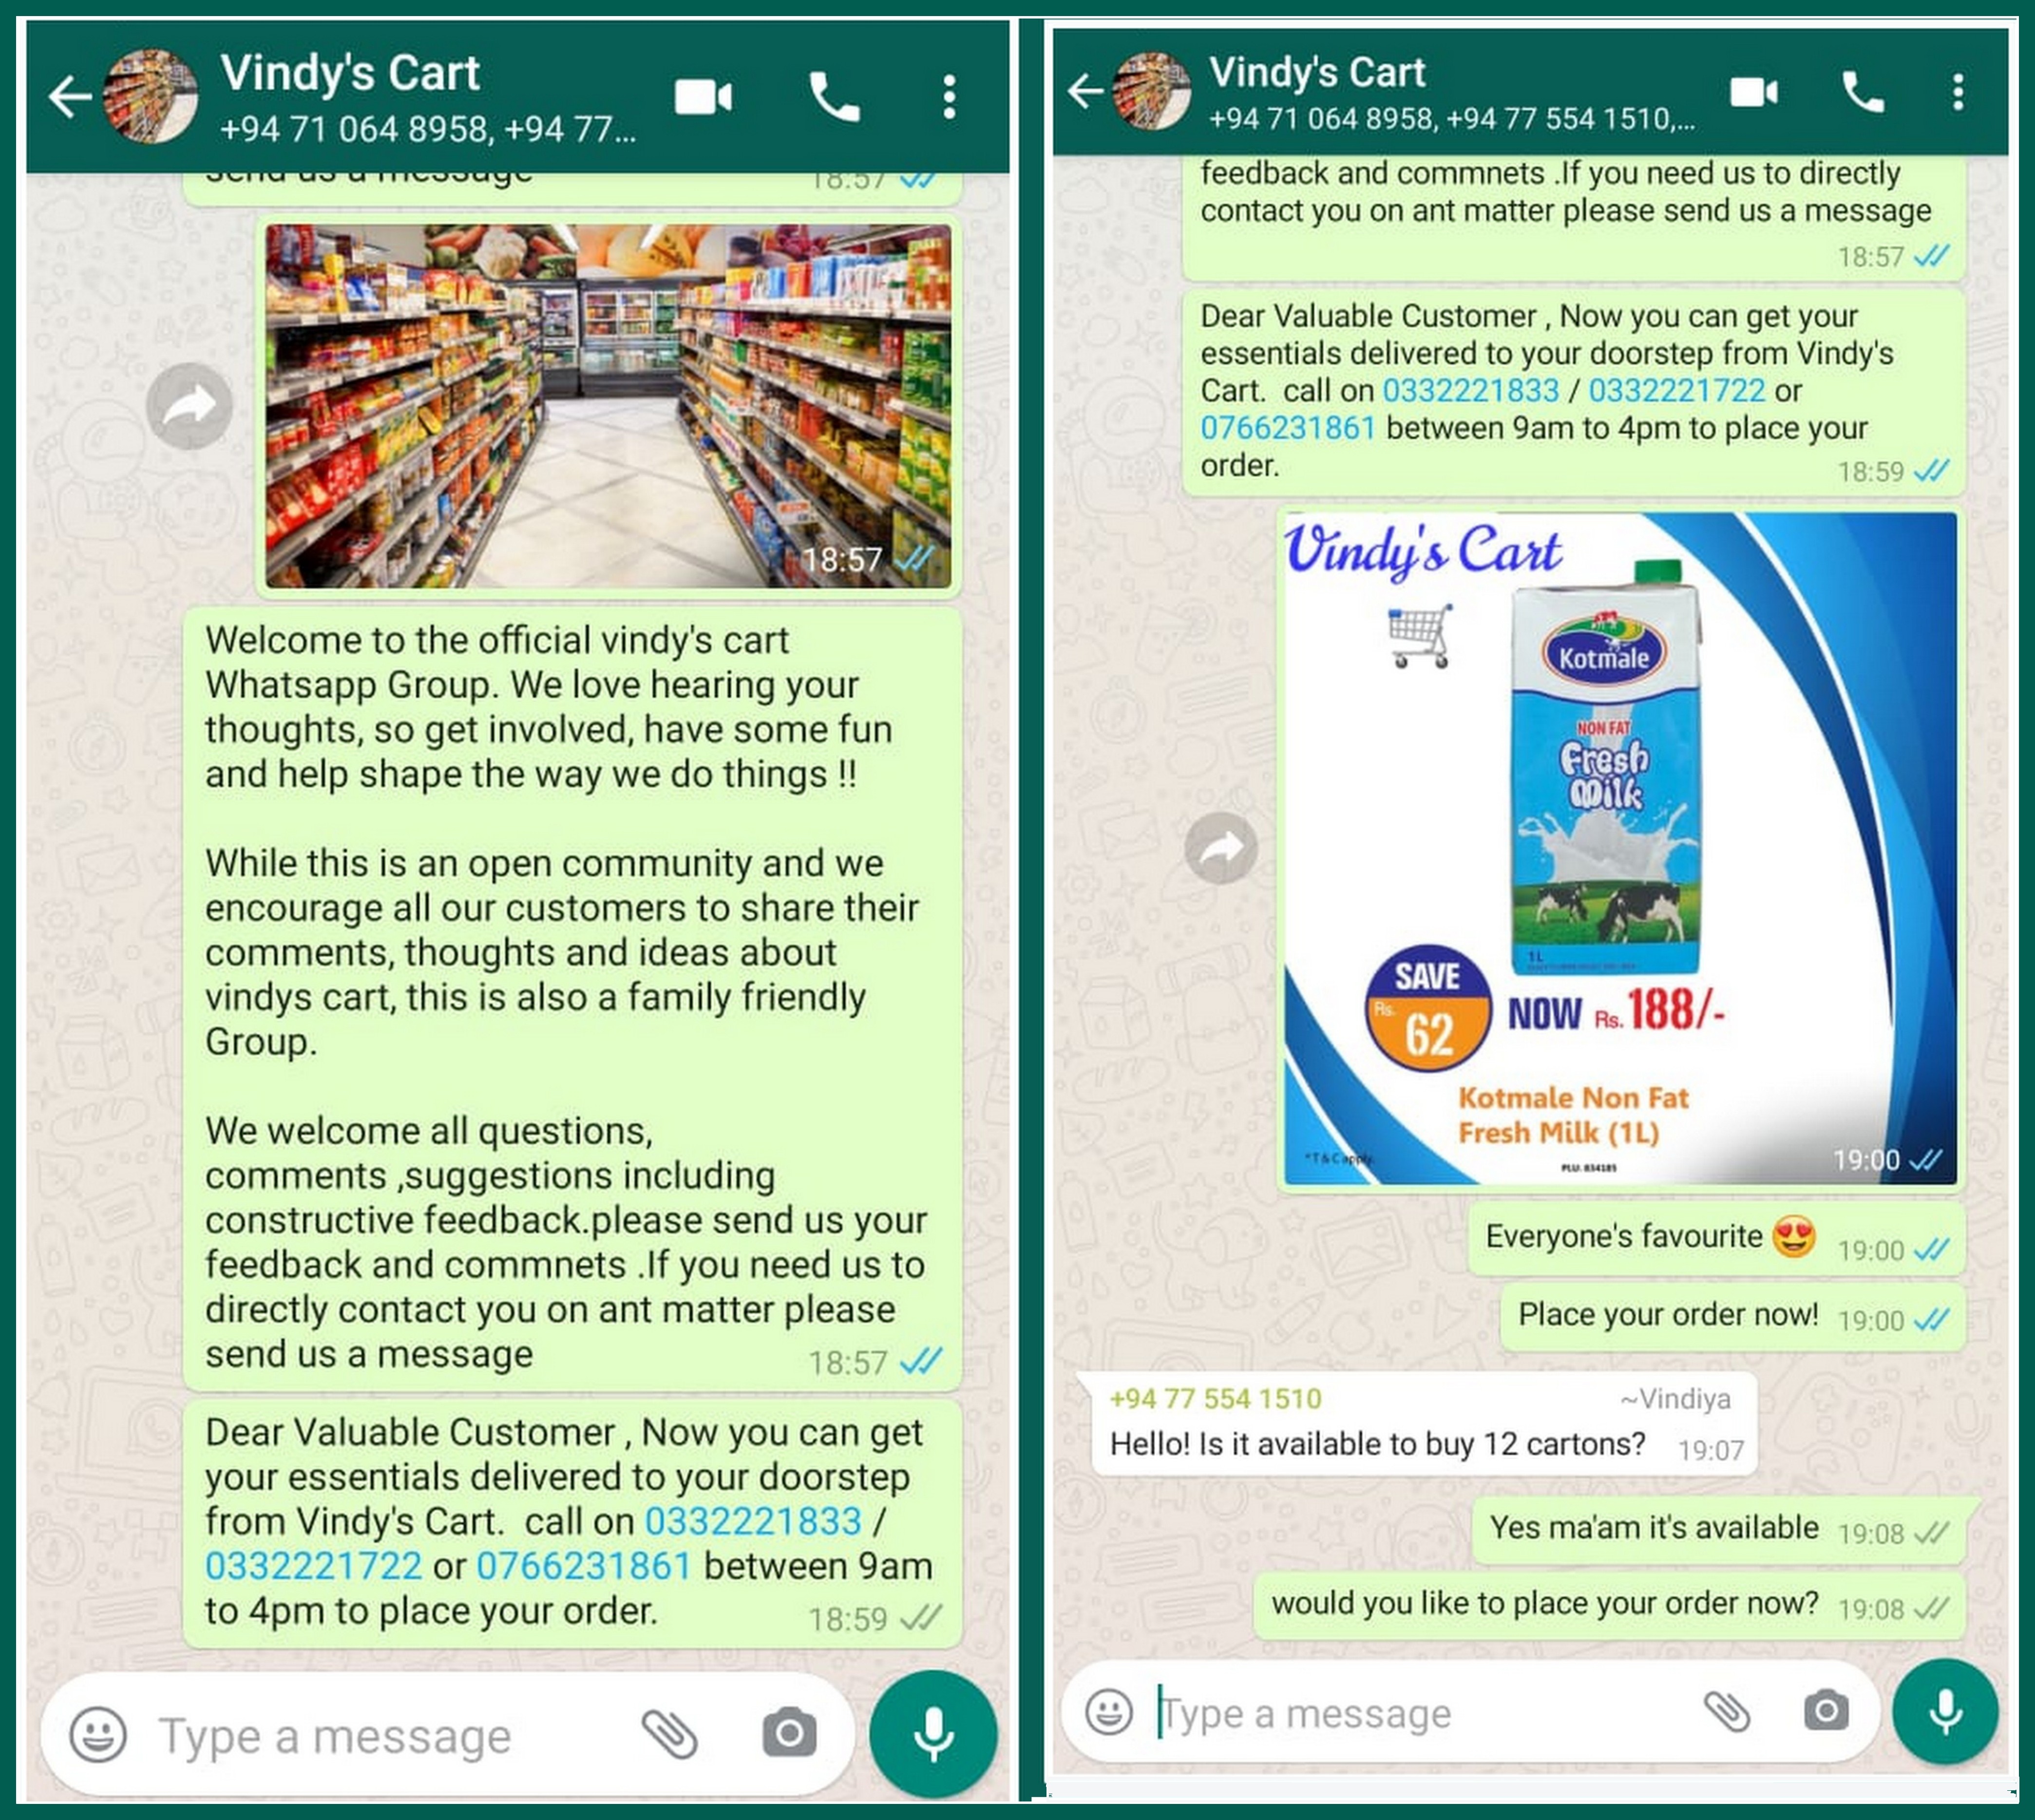 Vindy's Cart
+94 71 064 8958, +94 77...
send us a message
18:57
18:57
Welcome to the official vindy's cart
Whatsapp Group. We love hearing your
thoughts, so get involved, have some fun
and help shape the way we do things !!
While this is an open community and we
encourage all our customers to share their
comments, thoughts and ideas about
vindys cart, this is also a family friendly
Group.
We welcome all questions,
comments ,suggestions including
constructive feedback.please send us your
feedback and commnets .If you need us to
directly contact you on ant matter please
send us a message
18:57
Dear Valuable Customer , Now you can get
your essentials delivered to your doorstep
from Vindy's Cart.  call on 0332221833 /
0332221722 or 0766231861 between 9am
to 4pm to place your order.
18:59
Type a message
Vindy's Cart
+94 71 064 8958, +94 77 554 1510,...
feedback and commnets .If you need us to directly
contact you on ant matter please send us a message
18:57
Dear Valuable Customer , Now you can get your
essentials delivered to your doorstep from Vindy's
Cart.  call on 0332221833 / 0332221722 or
0766231861 between 9am to 4pm to place your
order.
18:59
Vindy's Cart
Kotmale
NON FAT
Fresh
Milk
1L
SAVE
Rs.
62
NOW Rs. 188/-
Kotmale Non Fat
Fresh Milk (1L)
*T&C apply.
PLU: 834185
19:00
Everyone's favourite 😍 19:00
Place your order now! 19:00
+94 77 554 1510 ~Vindiya
Hello! Is it available to buy 12 cartons? 19:07
Yes ma'am it's available 19:08
would you like to place your order now? 19:08
Type a message